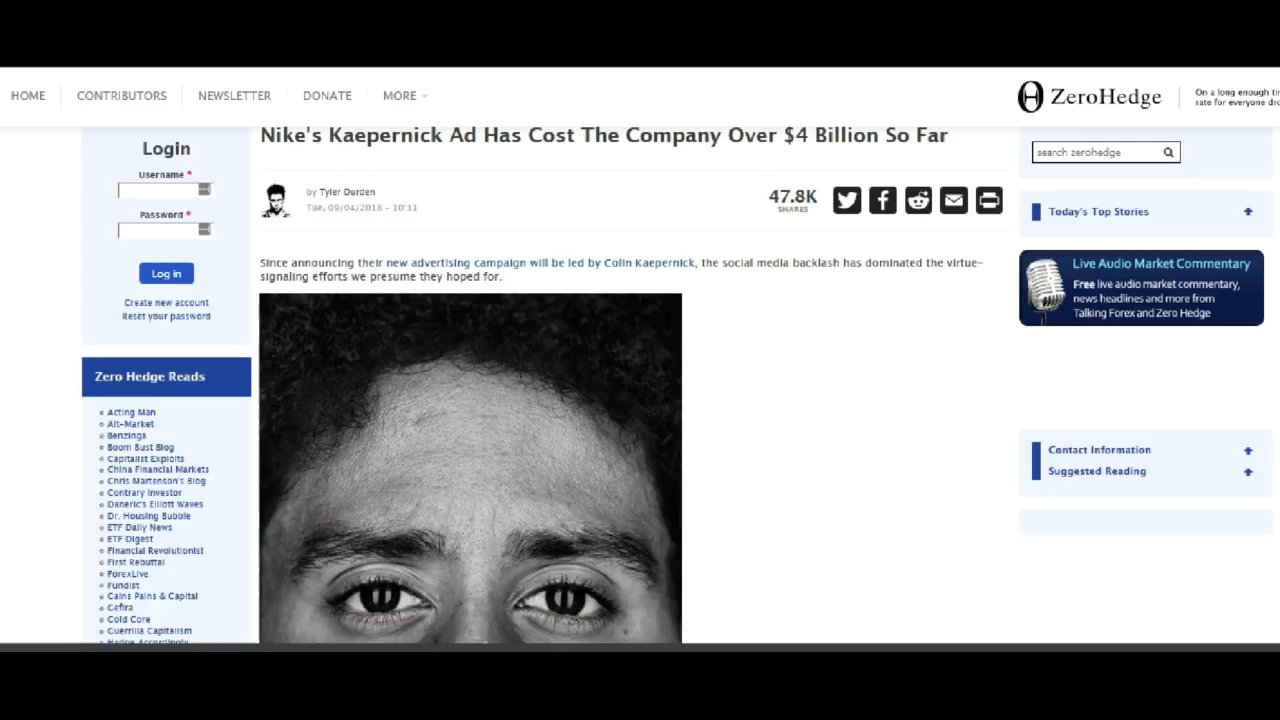 HOME
CONTRIBUTORS
NEWSLETTER
DONATE
MORE
ZeroHedge
On a long enough
rate for everyone
Nike's Kaepernick Ad Has Cost The Company Over $4 Billion So Far
by Tyler Durden
Tue, 09/04/2018 - 10:11
47.8K
SHARES
Since announcing their new advertising campaign will be led by Colin Kaepernick, the social media backlash has dominated the virtue-
signaling efforts we presume they hoped for.
Login
Username *
Password *
Log in
Create new account
Reset your password
Zero Hedge Reads
Acting Man
Alt-Market
Benzinga
Boom Bust Blog
Capitalist Exploits
China Financial Markets
Chris Martenson's Blog
Contrary Investor
Daneric's Elliott Waves
Dr. Housing Bubble
ETF Daily News
ETF Digest
Financial Revolutionist
First Rebuttal
ForexLive
Fundist
Gains Pains & Capital
Gefira
Gold Core
Guerrilla Capitalism
search zerohedge
Today's Top Stories
Live Audio Market Commentary
Free live audio market commentary,
news headlines and more from
Talking Forex and Zero Hedge
Contact Information
Suggested Reading